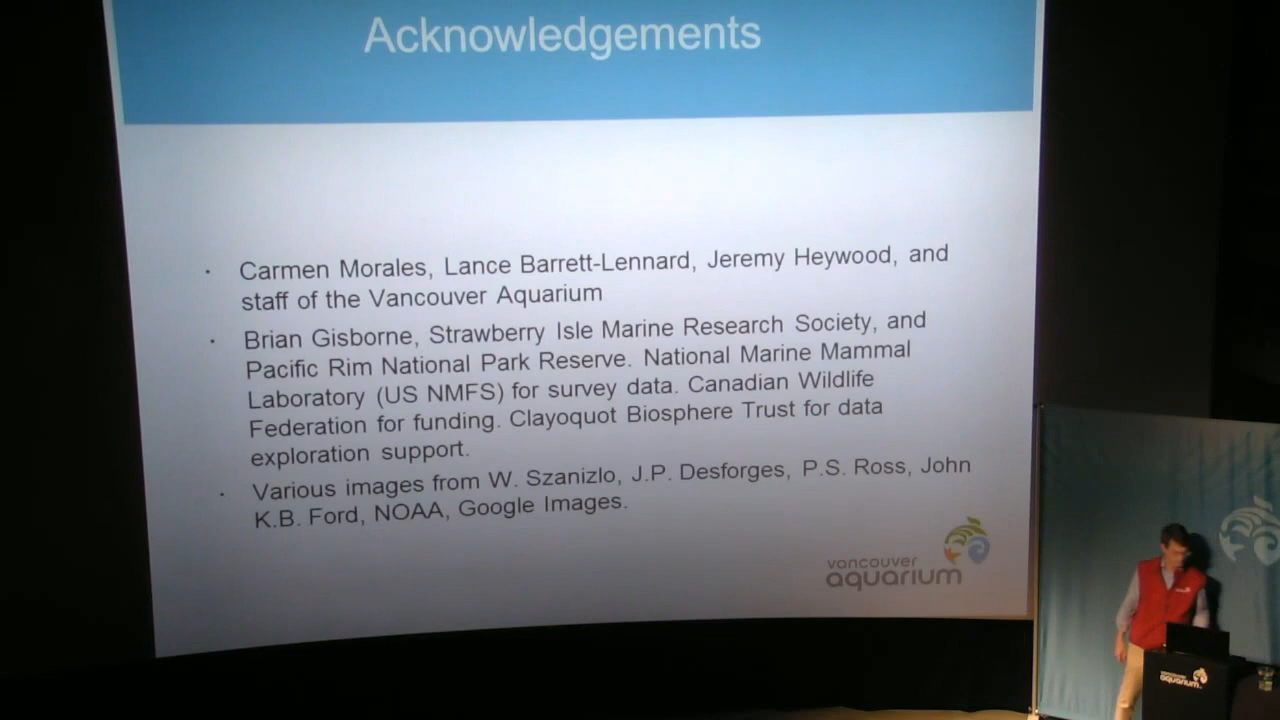 Acknowledgements
· Carmen Morales, Lance Barrett-Lennard, Jeremy Heywood, and
staff of the Vancouver Aquarium
· Brian Gisborne, Strawberry Isle Marine Research Society, and
Pacific Rim National Park Reserve. National Marine Mammal
Laboratory (US NMFS) for survey data. Canadian Wildlife
Federation for funding. Clayoquot Biosphere Trust for data
exploration support.
· Various images from W. Szanizlo, J.P. Desforges, P.S. Ross, John
K.B. Ford, NOAA, Google Images.
vancouver
aquarium
vancouver
aquarium